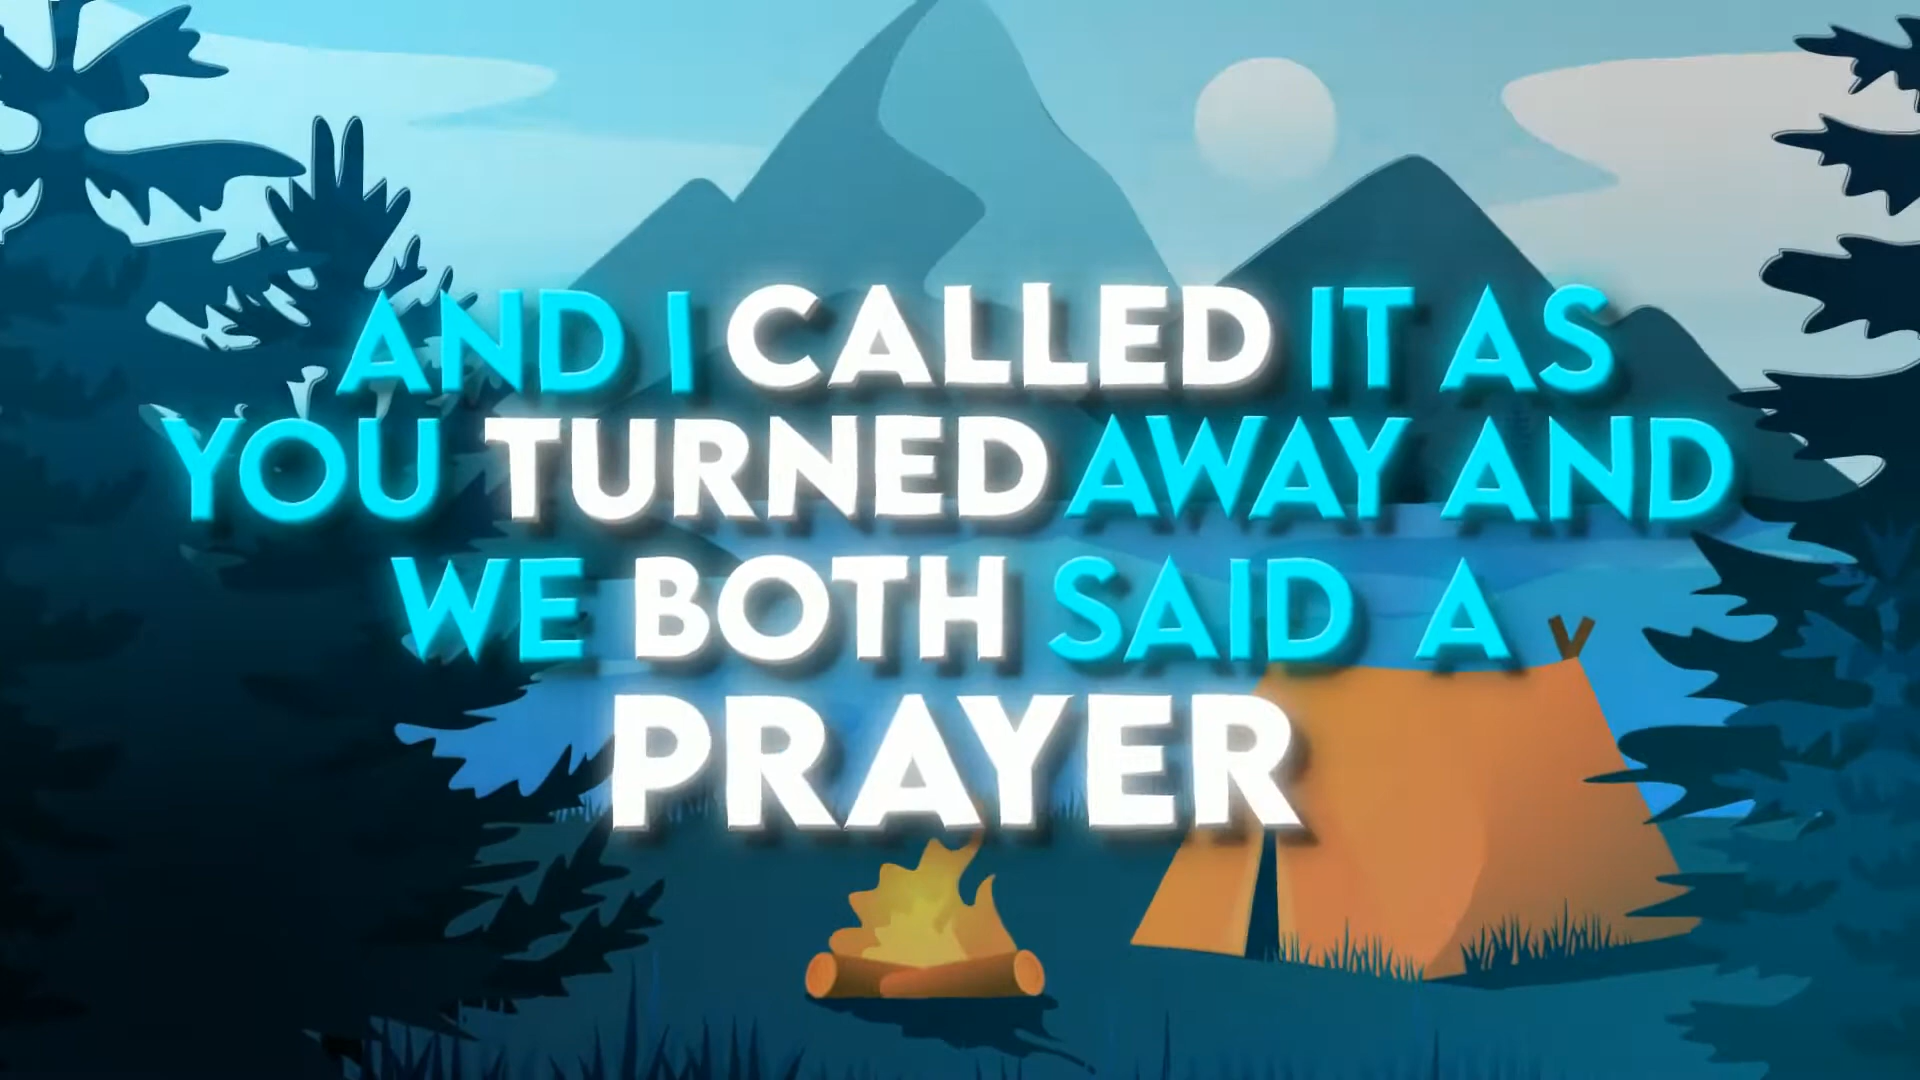 AND I CALLED IT AS
YOU TURNED AWAY AND
WE BOTH SAID A
PRAYER